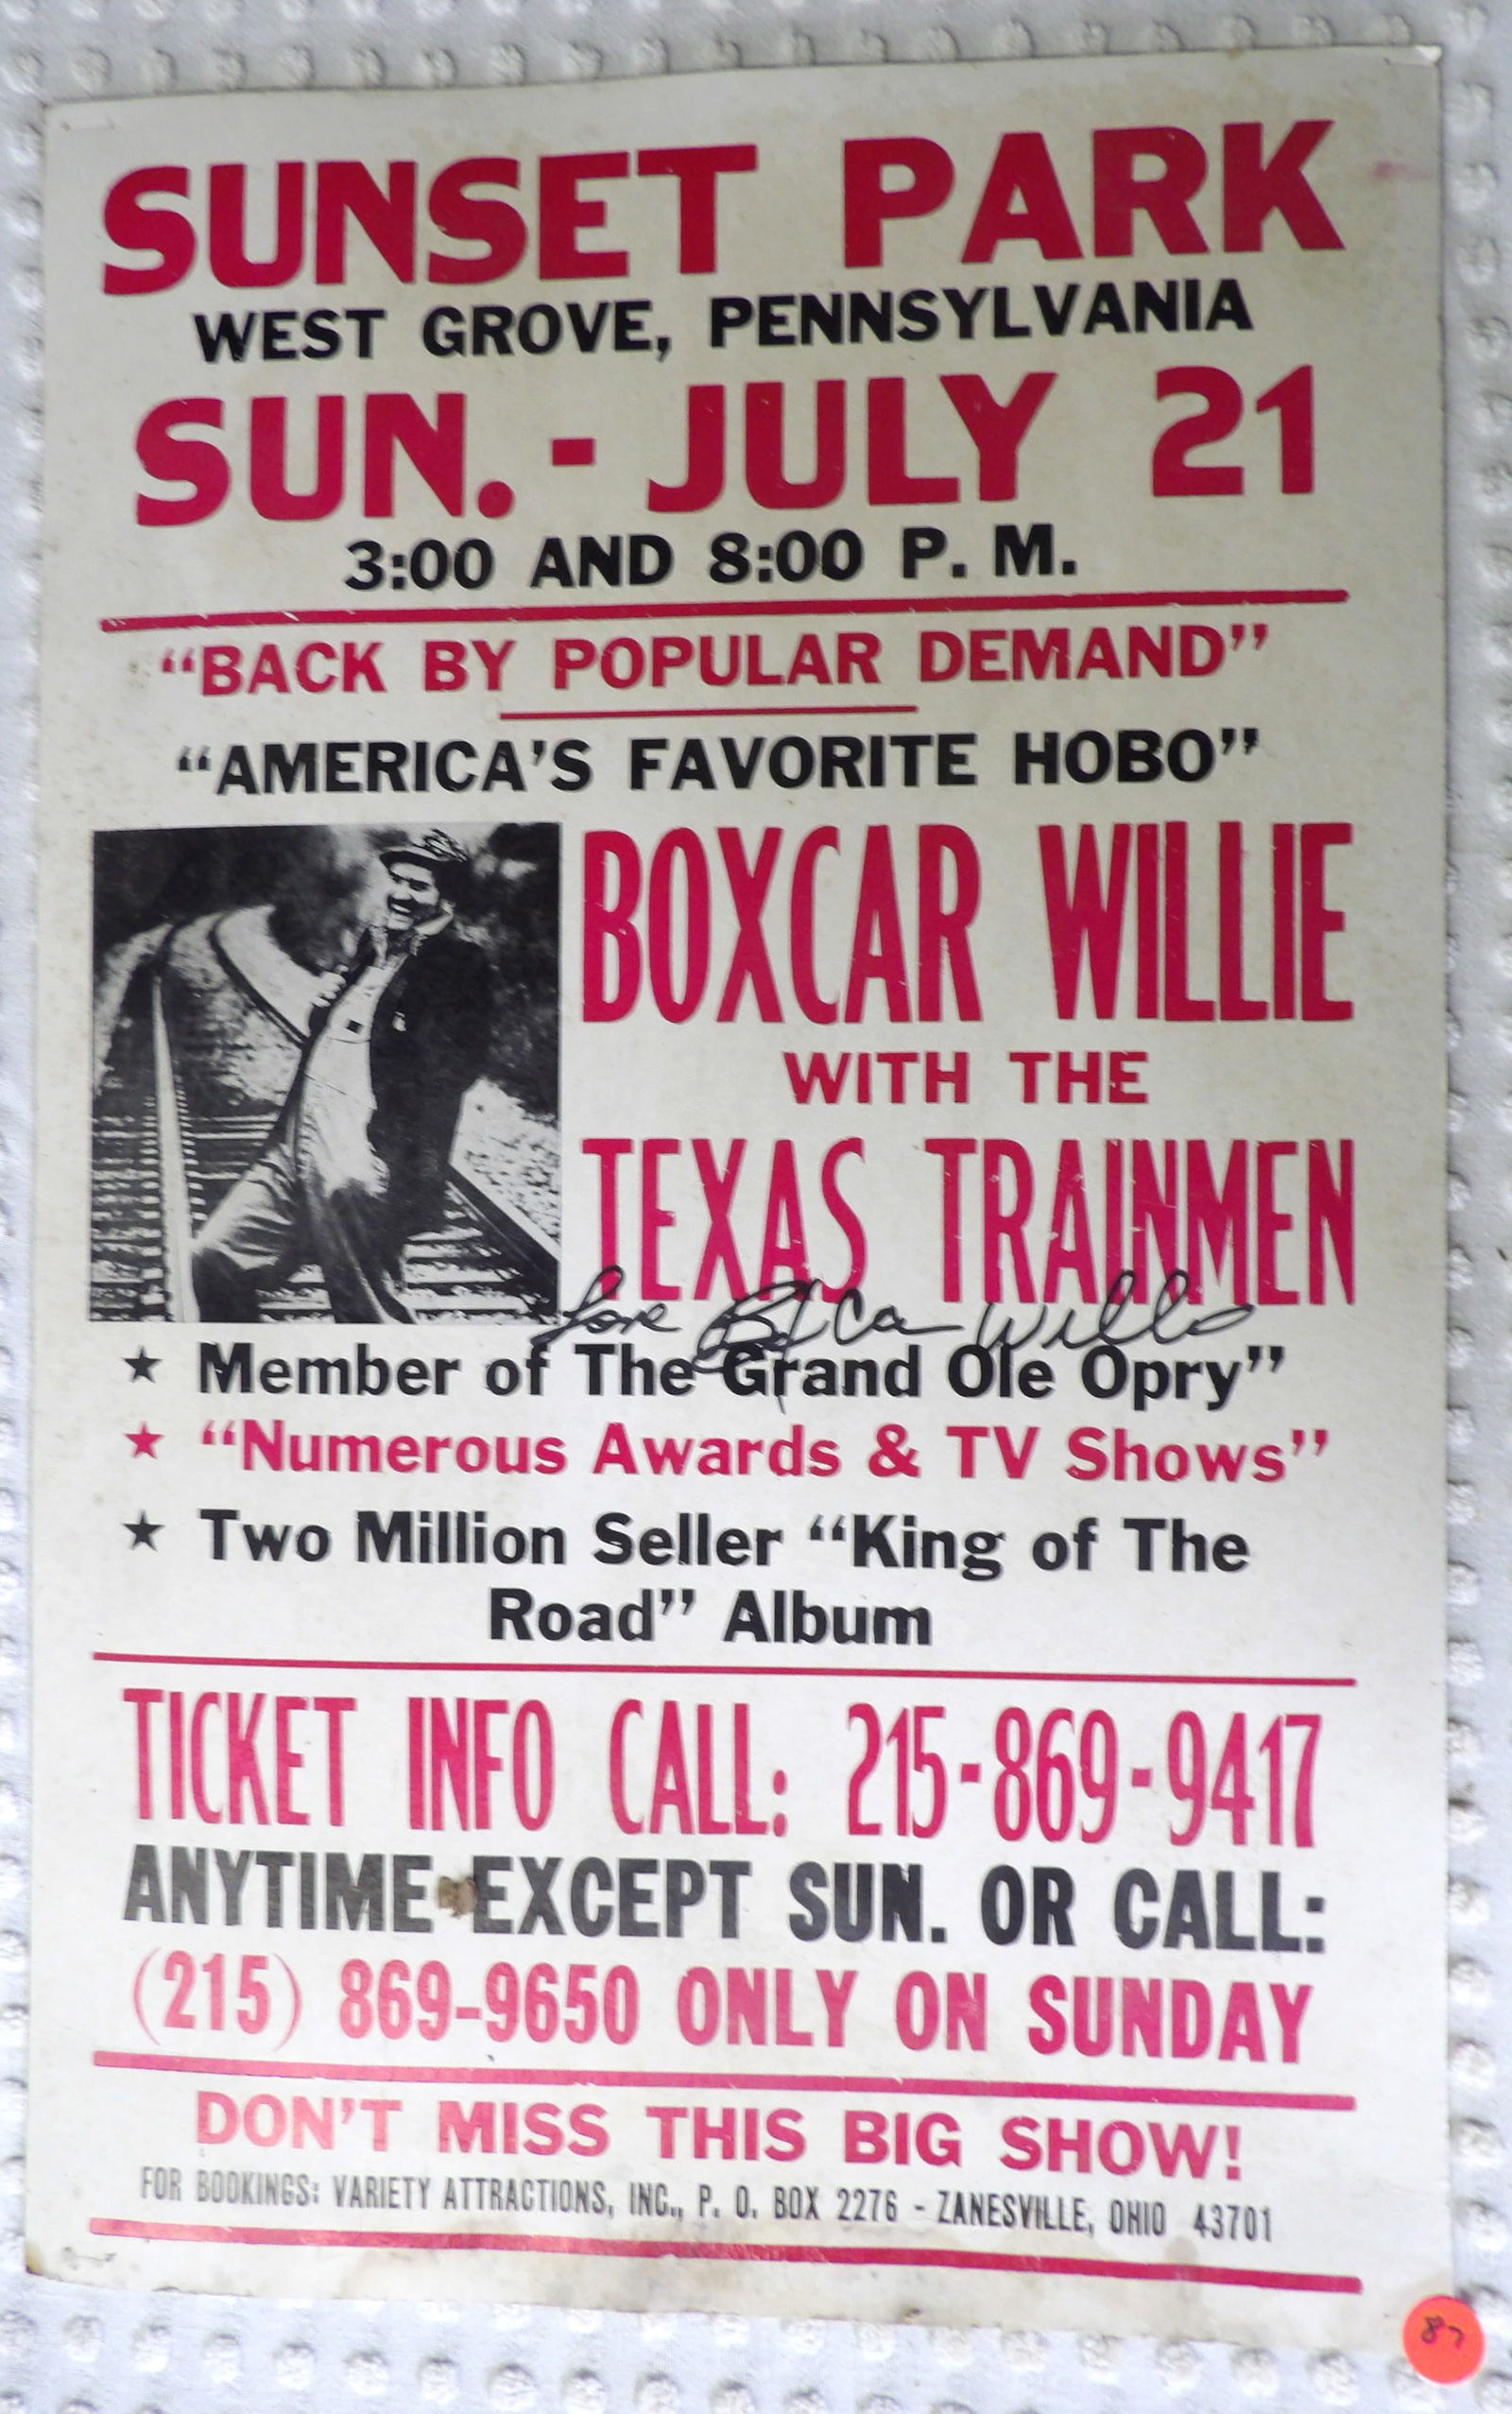 SUNSET PARK
WEST GROVE, PENNSYLVANIA
SUN. - JULY 21
3:00 AND 8:00 P. M.
“BACK BY POPULAR DEMAND”
“AMERICA'S FAVORITE HOBO”
BOXCAR WILLIE
WITH THE
TEXAS TRAINMEN
Love BoxCar Willie
★ Member of The Grand Ole Opry”
★ “Numerous Awards & TV Shows”
★ Two Million Seller “King of The
Road” Album
TICKET INFO CALL: 215-869-9417
ANYTIME EXCEPT SUN. OR CALL:
(215) 869-9650 ONLY ON SUNDAY
DON'T MISS THIS BIG SHOW!
FOR BOOKINGS: VARIETY ATTRACTIONS, INC., P. O. BOX 2276 - ZANESVILLE, OHIO 43701
87